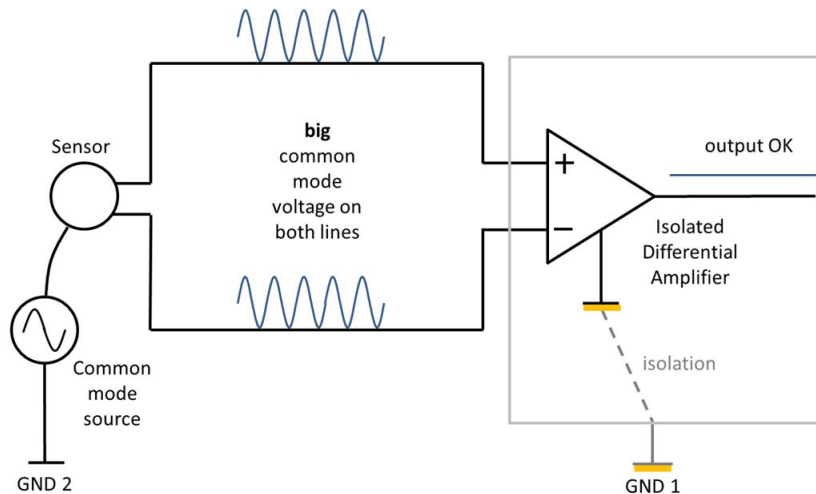 Sensor
big
common
mode
voltage on
both lines
+
−
output OK
Isolated
Differential
Amplifier
isolation
Common
mode
source
GND 2
GND 1